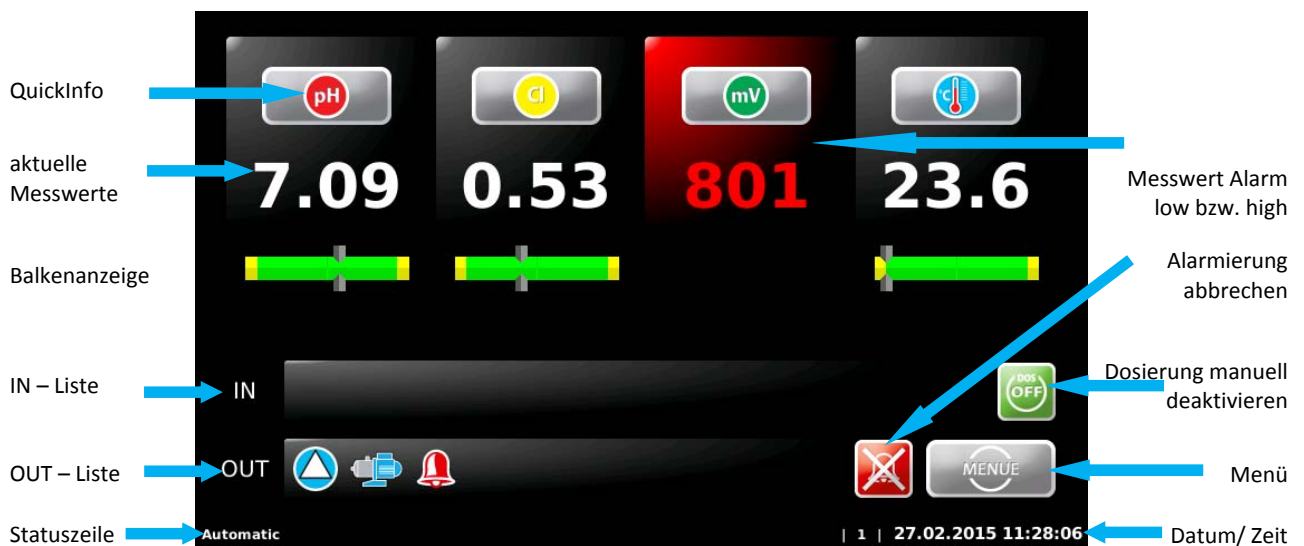 pH
Cl
mV
°C
QuickInfo
aktuelle
Messwerte
7.09
0.53
801
23.6
Messwert Alarm
low bzw. high
Balkenanzeige
Alarmierung
abbrechen
IN – Liste
IN
DOS
OFF
Dosierung manuell
deaktivieren
OUT – Liste
OUT
MENUE
Menü
Statuszeile
Automatic
| 1 | 27.02.2015 11:28:06
Datum/ Zeit